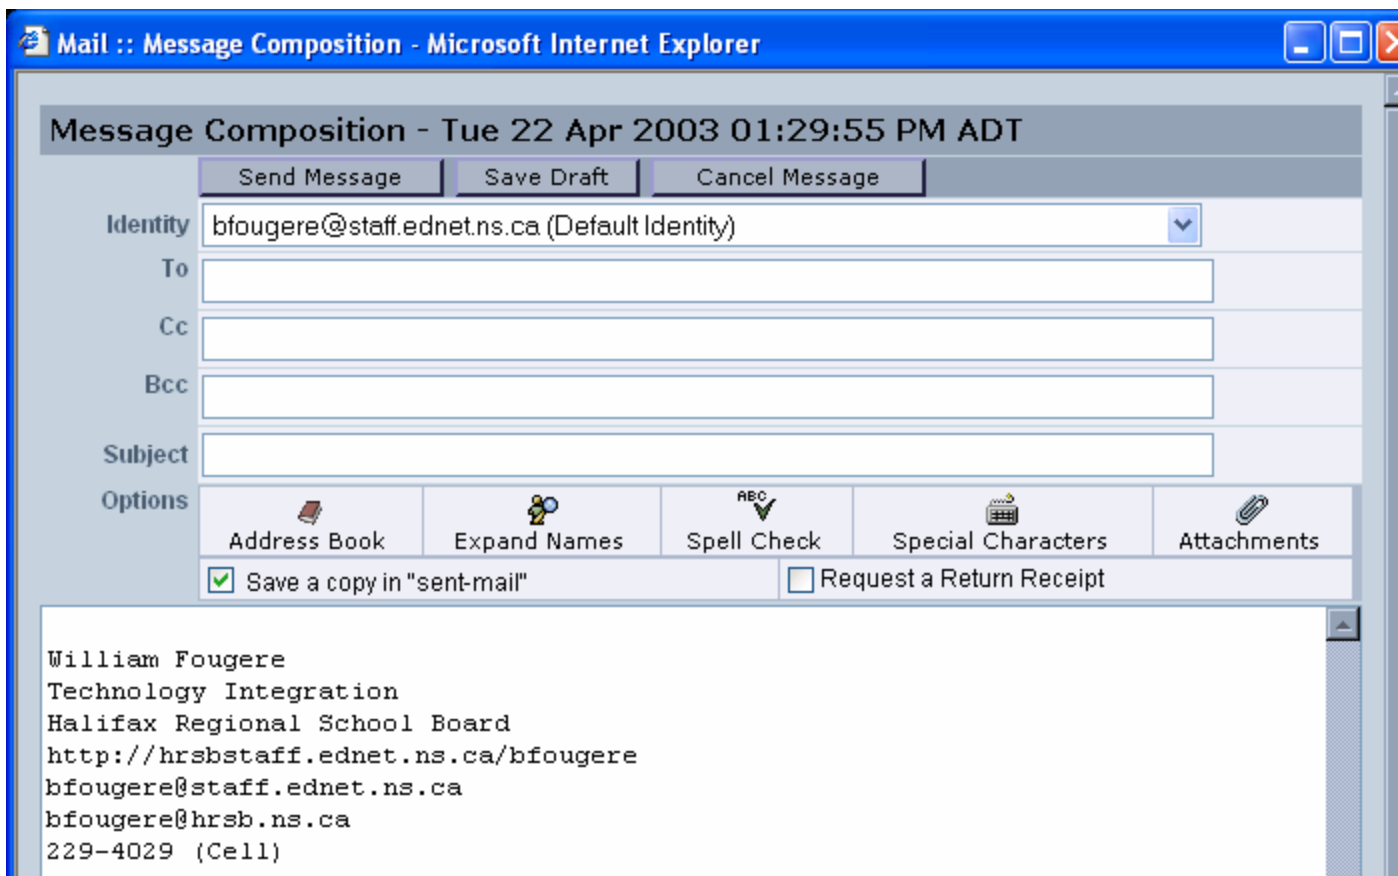 Mail :: Message Composition - Microsoft Internet Explorer
Message Composition - Tue 22 Apr 2003 01:29:55 PM ADT
Send Message Save Draft Cancel Message
Identity bfougere@staff.ednet.ns.ca (Default Identity)
To
Cc
Bcc
Subject
Options
ABC
Address Book Expand Names Spell Check Special Characters Attachments
Save a copy in "sent-mail" Request a Return Receipt
William Fougere
Technology Integration
Halifax Regional School Board
http://hrsbstaff.ednet.ns.ca/bfougere
bfougere@staff.ednet.ns.ca
bfougere@hrsb.ns.ca
229-4029 (Cell)